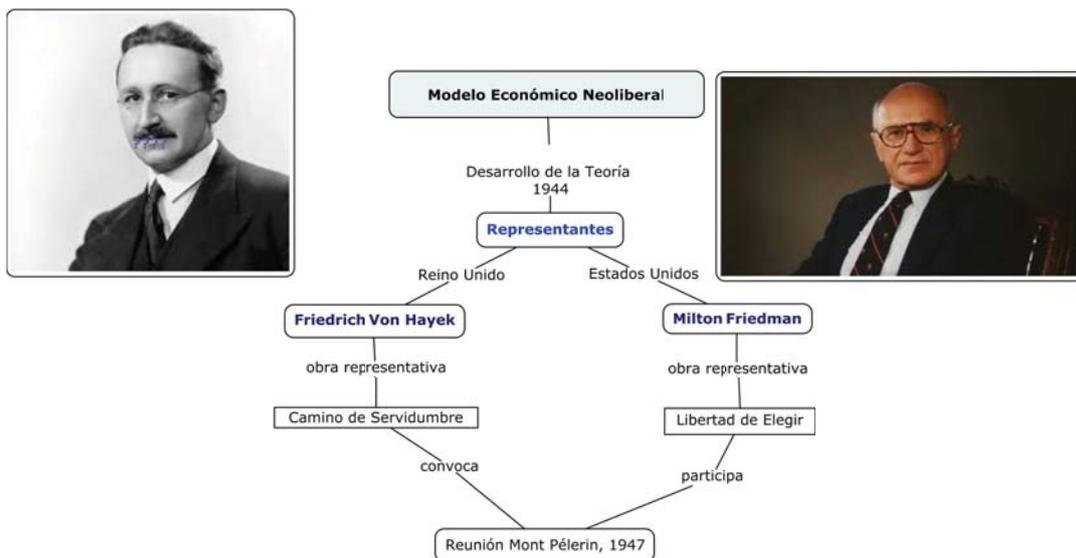 Modelo Económico Neoliberal
Desarrollo de la Teoría
1944
Representantes
Reino Unido
Estados Unidos
Friedrich Von Hayek
Milton Friedman
obra representativa
obra representativa
Camino de Servidumbre
Libertad de Elegir
convoca
participa
Reunión Mont Pélerin, 1947